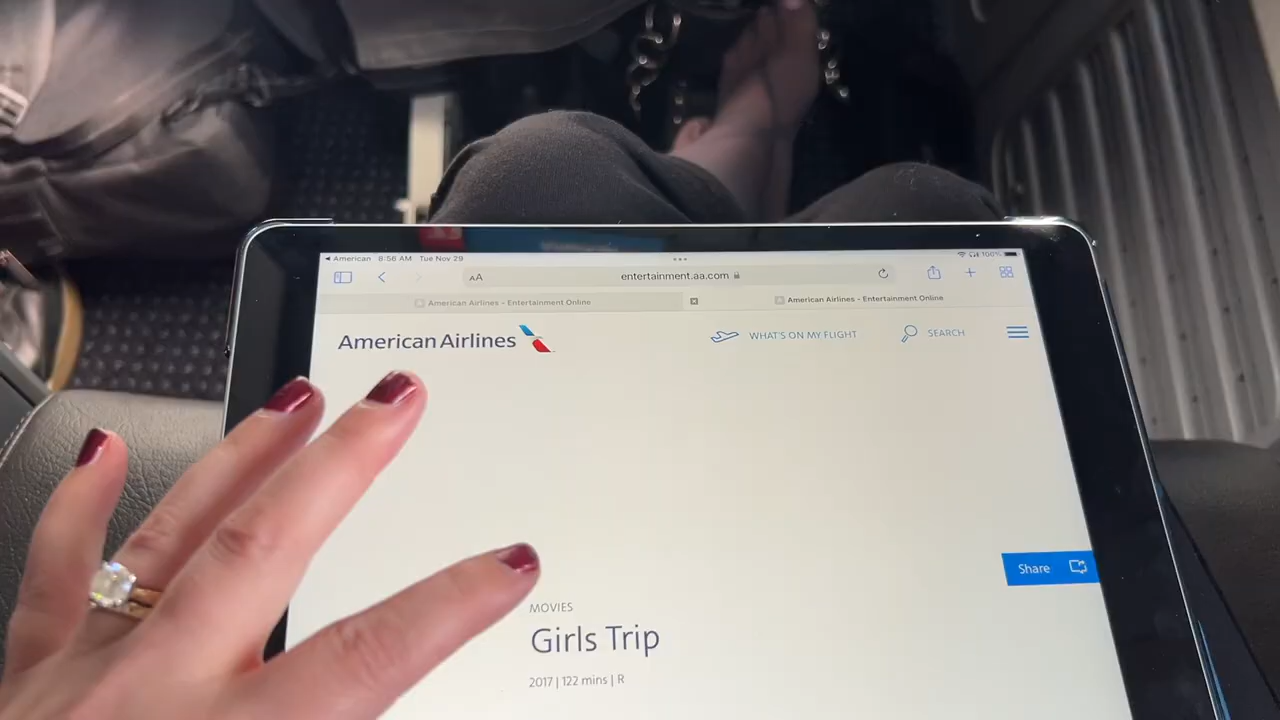 American 8:56 AM Tue Nov 29
100%
AA
entertainment.aa.com
American Airlines - Entertainment Online
American Airlines - Entertainment Online
American Airlines
WHAT'S ON MY FLIGHT
SEARCH
Share
MOVIES
Girls Trip
2017 | 122 mins | R